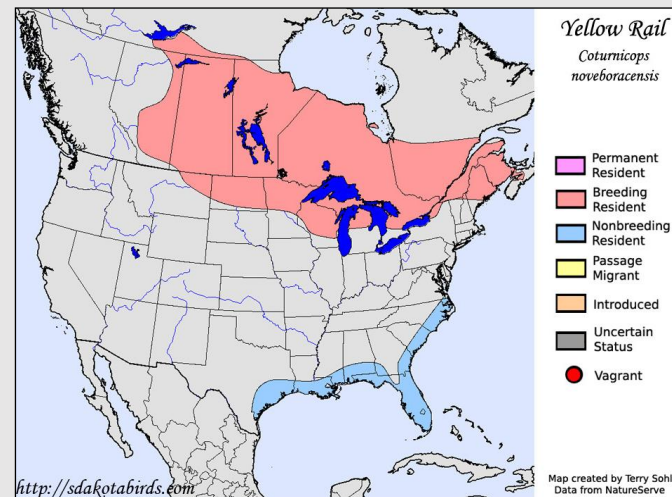 Yellow Rail
Coturnicops
noveboracensis
Permanent
Resident
Breeding
Resident
Nonbreeding
Resident
Passage
Migrant
Introduced
Uncertain
Status
Vagrant
http://sdakotabirds.com
Map created by Terry Sohl
Data from NatureServe